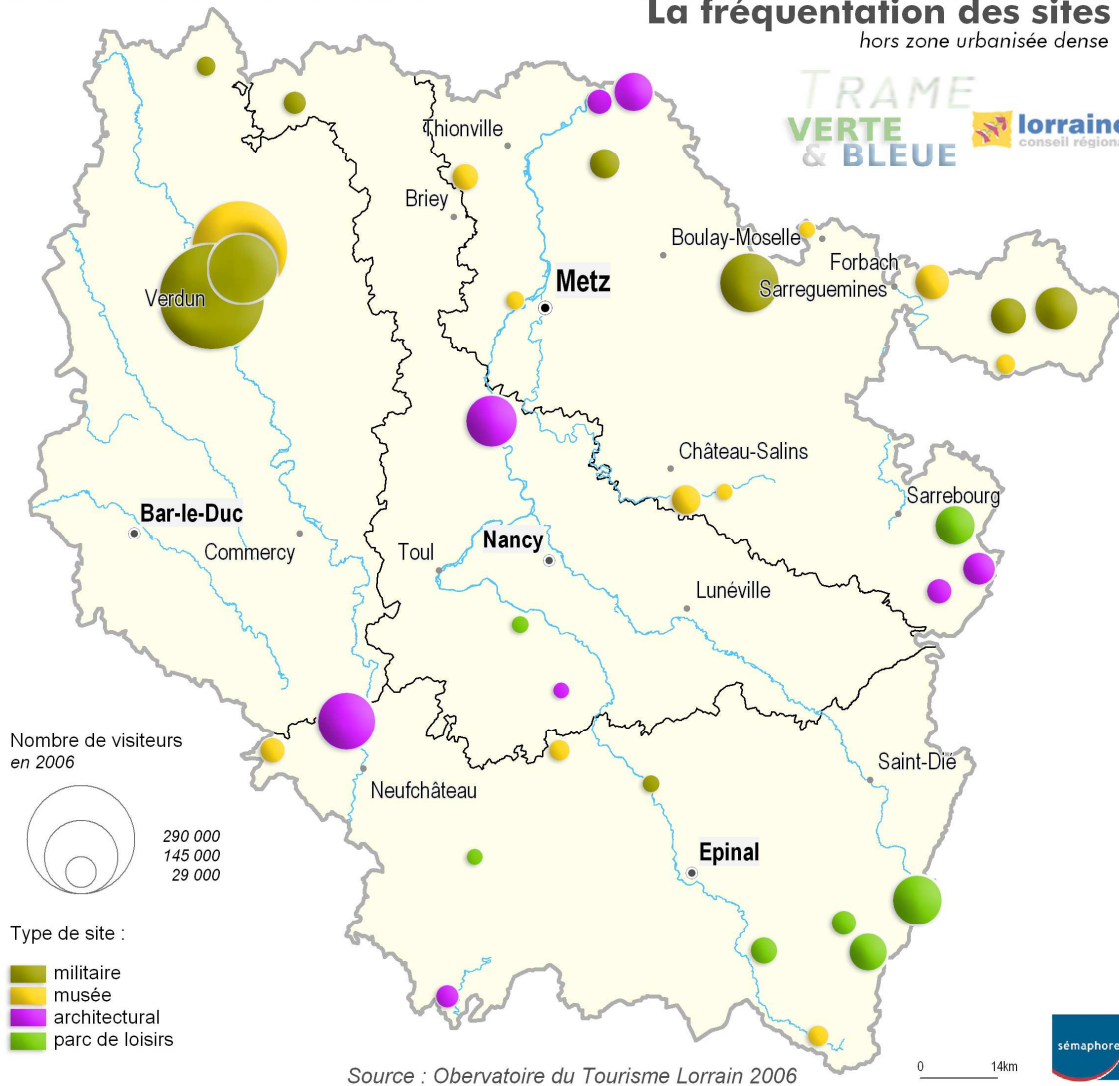 La fréquentation des sites
hors zone urbanisée dense
TRAME
VERTE
& BLEUE
lorraine
conseil régional
Thionville
Briey
Boulay-Moselle
Forbach
Metz
Sarreguemines
Verdun
Château-Salins
Sarrebourg
Bar-le-Duc
Commercy
Toul
Nancy
Lunéville
Nombre de visiteurs
en 2006
290 000
145 000
29 000
Neufchâteau
Saint-Dié
Epinal
Type de site :
militaire
musée
architectural
parc de loisirs
Source : Obervatoire du Tourisme Lorrain 2006
0 14km
sémaphores